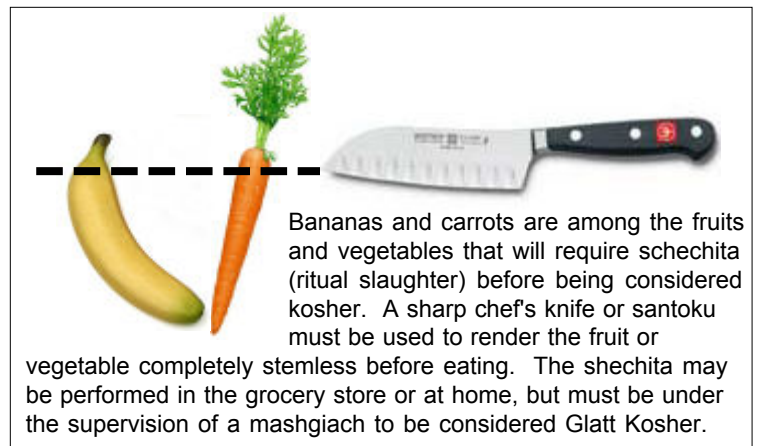 Bananas and carrots are among the fruits
and vegetables that will require schechita
(ritual slaughter) before being considered
kosher.  A sharp chef's knife or santoku
must be used to render the fruit or
vegetable completely stemless before eating.  The shechita may
be performed in the grocery store or at home, but must be under
the supervision of a mashgiach to be considered Glatt Kosher.